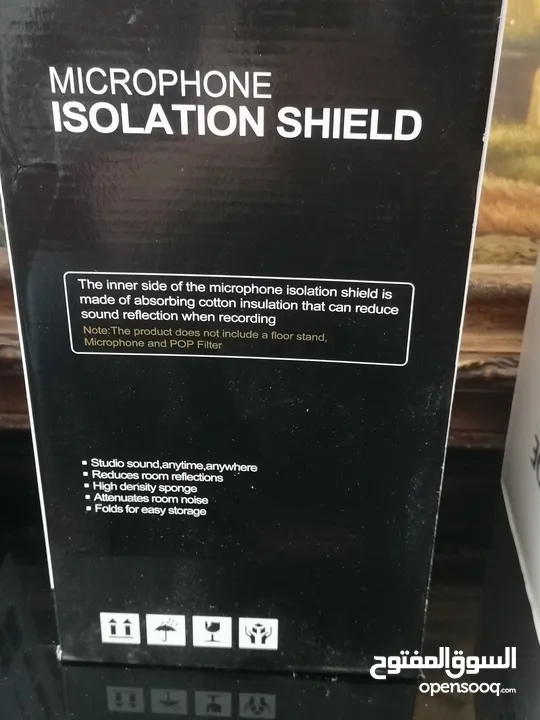 MICROPHONE
ISOLATION SHIELD
The inner side of the microphone isolation shield is
made of absorbing cotton insulation that can reduce
sound reflection when recording
Note:The product does not include a floor stand,
Microphone and POP Filter
▪ Studio sound,anytime,anywhere
▪ Reduces room reflections
▪ High density sponge
▪ Attenuates room noise
▪ Folds for easy storage
السوق المفتوح
opensooq.com